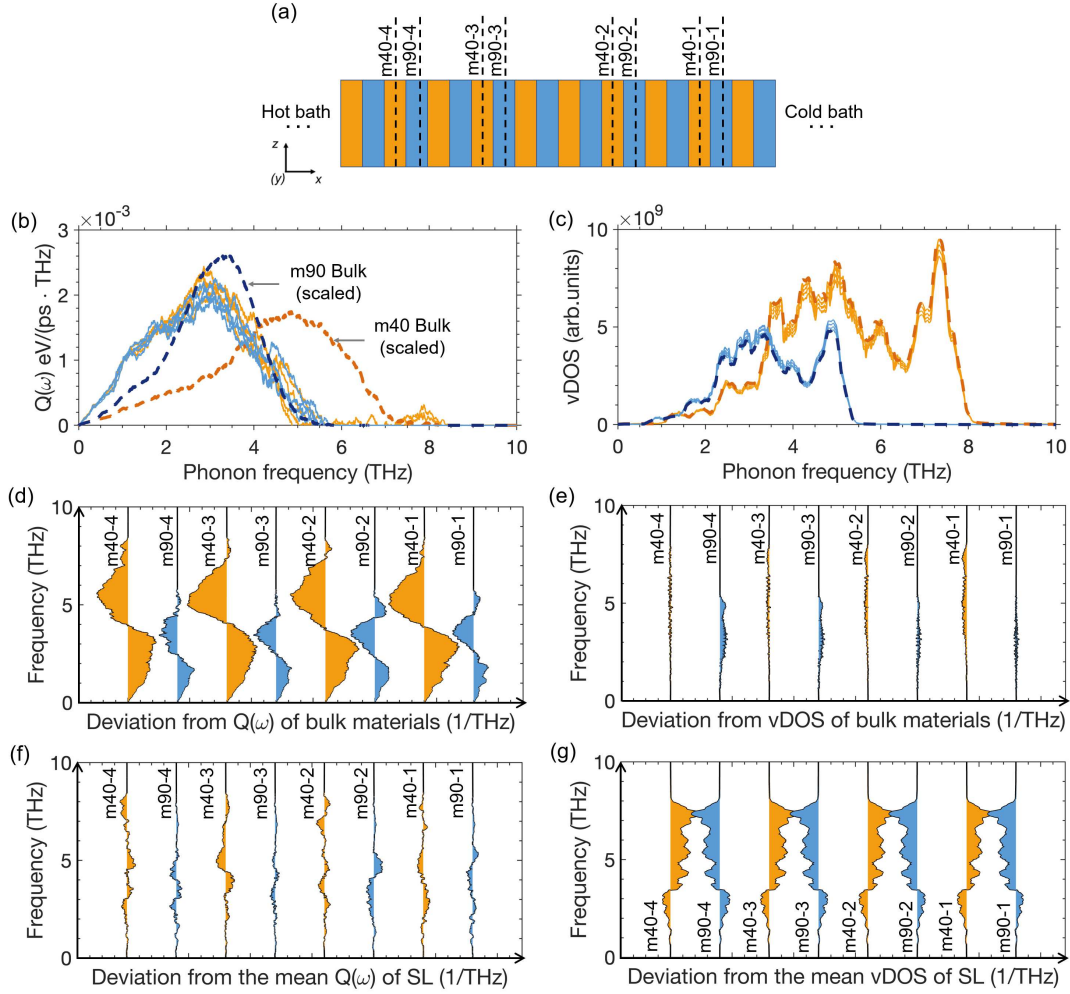 (a)
m40-4
m90-4
m40-3
m90-3
m40-2
m90-2
m40-1
m90-1
Hot bath
. . .
Cold bath
. . .
z
(y)
x
(b)
×10⁻³
3
2
1
0
Q(ω) eV/(ps · THz)
m90 Bulk
(scaled)
m40 Bulk
(scaled)
0 2 4 6 8 10
Phonon frequency (THz)
(c)
×10⁹
10
5
0
vDOS (arb.units)
0 2 4 6 8 10
Phonon frequency (THz)
(d)
10
5
0
Frequency (THz)
m40-4
m90-4
m40-3
m90-3
m40-2
m90-2
m40-1
m90-1
Deviation from Q(ω) of bulk materials (1/THz)
(e)
10
5
0
Frequency (THz)
m40-4
m90-4
m40-3
m90-3
m40-2
m90-2
m40-1
m90-1
Deviation from vDOS of bulk materials (1/THz)
(f)
10
5
0
Frequency (THz)
m40-4
m90-4
m40-3
m90-3
m40-2
m90-2
m40-1
m90-1
Deviation from the mean Q(ω) of SL (1/THz)
(g)
10
5
0
Frequency (THz)
m40-4
m90-4
m40-3
m90-3
m40-2
m90-2
m40-1
m90-1
Deviation from the mean vDOS of SL (1/THz)